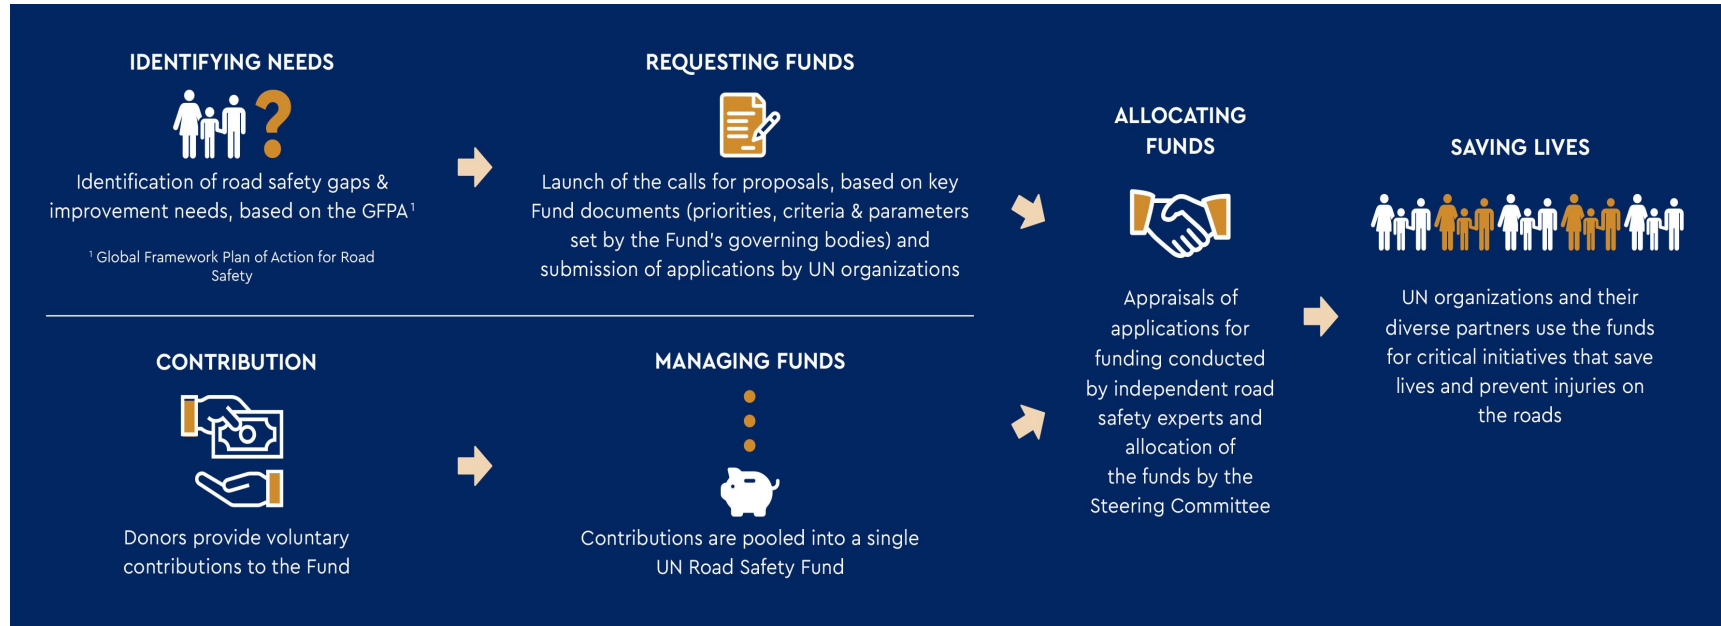 IDENTIFYING NEEDS
Identification of road safety gaps &
improvement needs, based on the GFPA¹
¹ Global Framework Plan of Action for Road
Safety
REQUESTING FUNDS
Launch of the calls for proposals, based on key
Fund documents (priorities, criteria & parameters
set by the Fund's governing bodies) and
submission of applications by UN organizations
CONTRIBUTION
Donors provide voluntary
contributions to the Fund
MANAGING FUNDS
Contributions are pooled into a single
UN Road Safety Fund
ALLOCATING
FUNDS
Appraisals of
applications for
funding conducted
by independent road
safety experts and
allocation of
the funds by the
Steering Committee
SAVING LIVES
UN organizations and their
diverse partners use the funds
for critical initiatives that save
lives and prevent injuries on
the roads